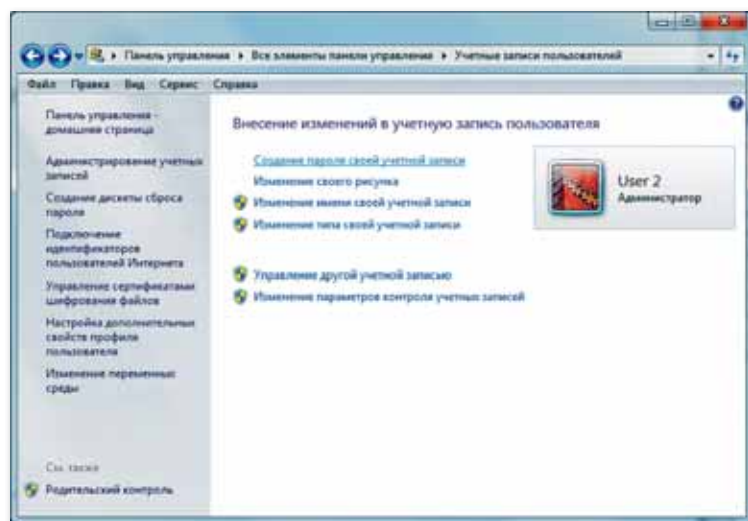 Панель управления ▸ Все элементы панели управления ▸ Учетные записи пользователей
Файл Правка Вид Сервис Справка
Панель управления -
домашняя страница
Администрирование учетных
записей
Создание дискеты сброса
пароля
Подключение
идентификаторов
пользователей Интернета
Управление сертификатами
шифрования файлов
Настройка дополнительных
свойств профиля
пользователя
Изменение переменных
среды
См. также
Родительский контроль
Внесение изменений в учетную запись пользователя
Создание пароля своей учетной записи
Изменение своего рисунка
Изменение имени своей учетной записи
Изменение типа своей учетной записи
Управление другой учетной записью
Изменение параметров контроля учетных записей
User 2
Администратор